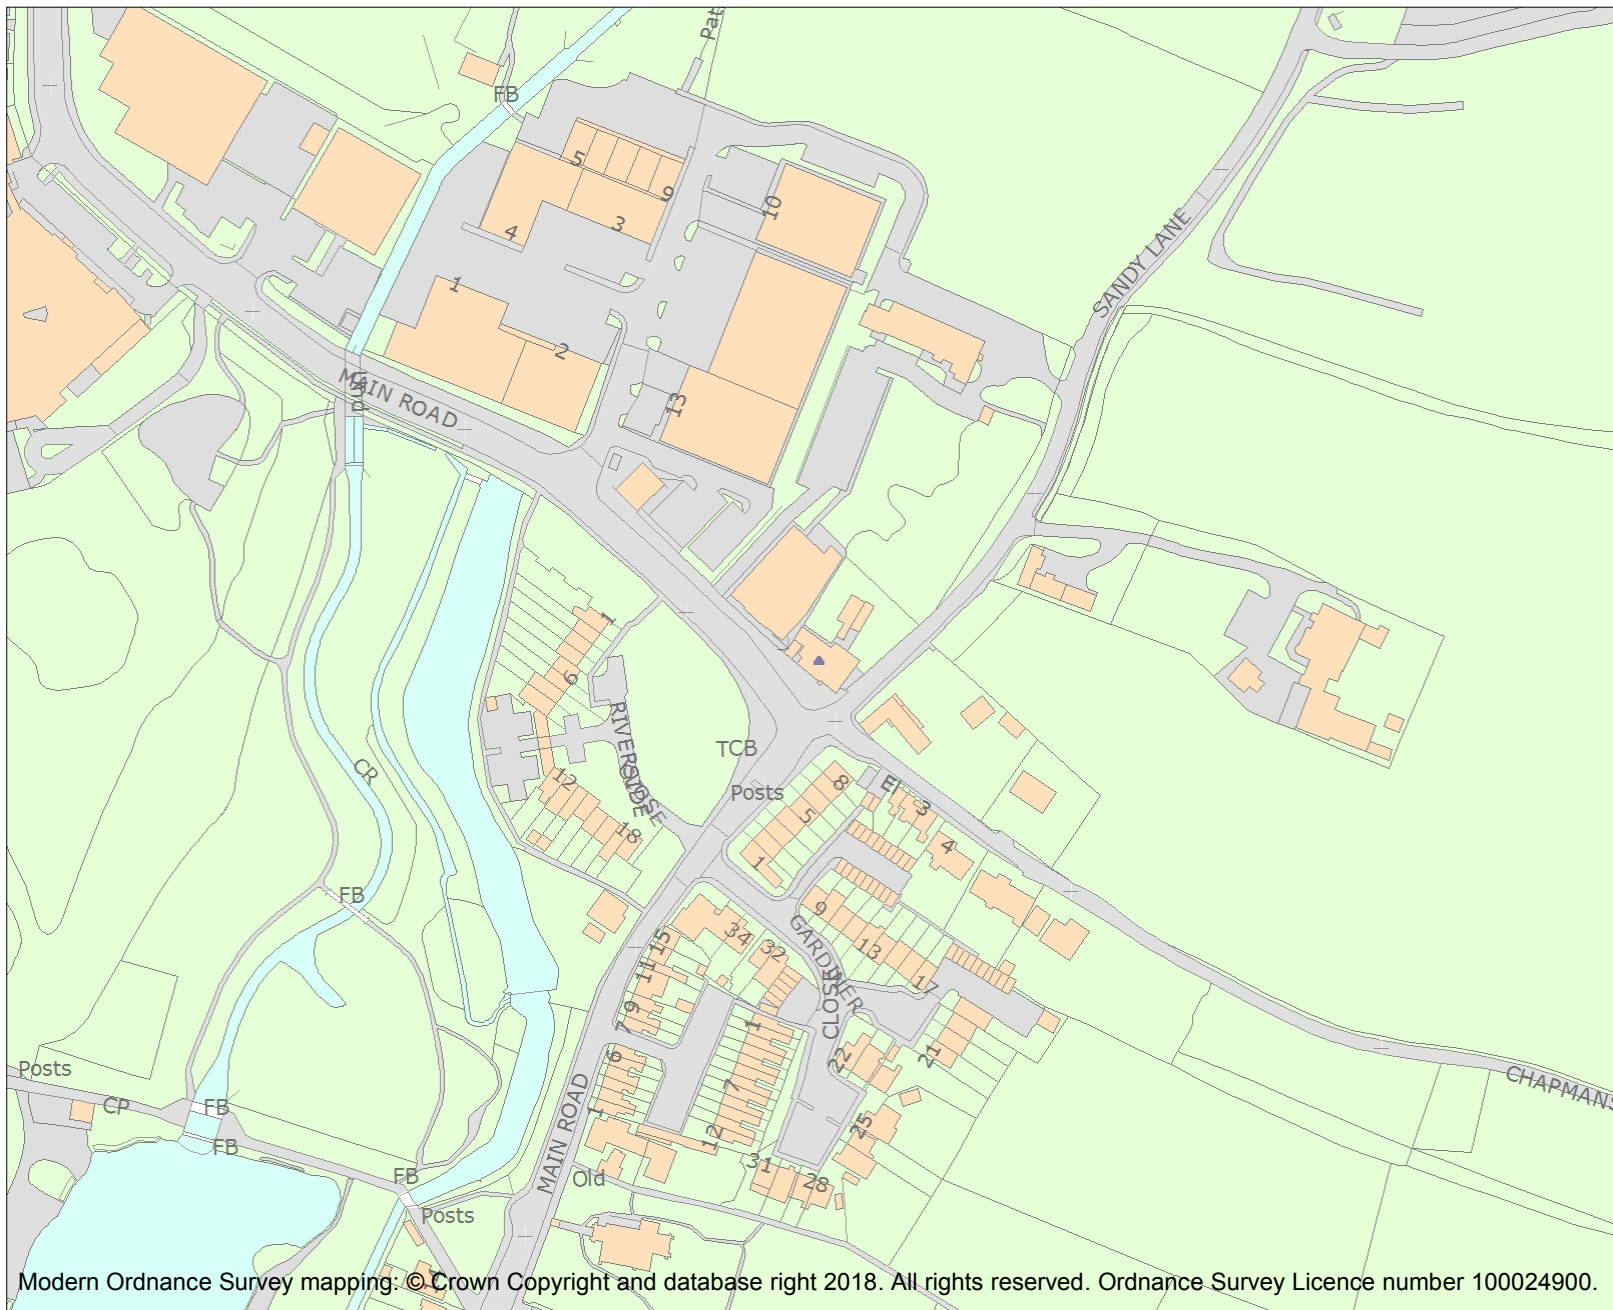 Pat
FB
5
9
10
4
3
1
2
SANDY LANE
MAIN ROAD
Und
13
1
6
RIVERSIDE
CLOSE
12
18
TCB
Posts
CR
8
5
1
El
3
4
FB
9
13
17
GARDINER
CLOSE
34
32
15
11
9
7
6
1
1
7
12
22
21
25
31
28
MAIN ROAD
Old
CHAPMANS
Posts
CP
FB
FB
FB
Posts
Modern Ordnance Survey mapping: © Crown Copyright and database right 2018. All rights reserved. Ordnance Survey Licence number 100024900.